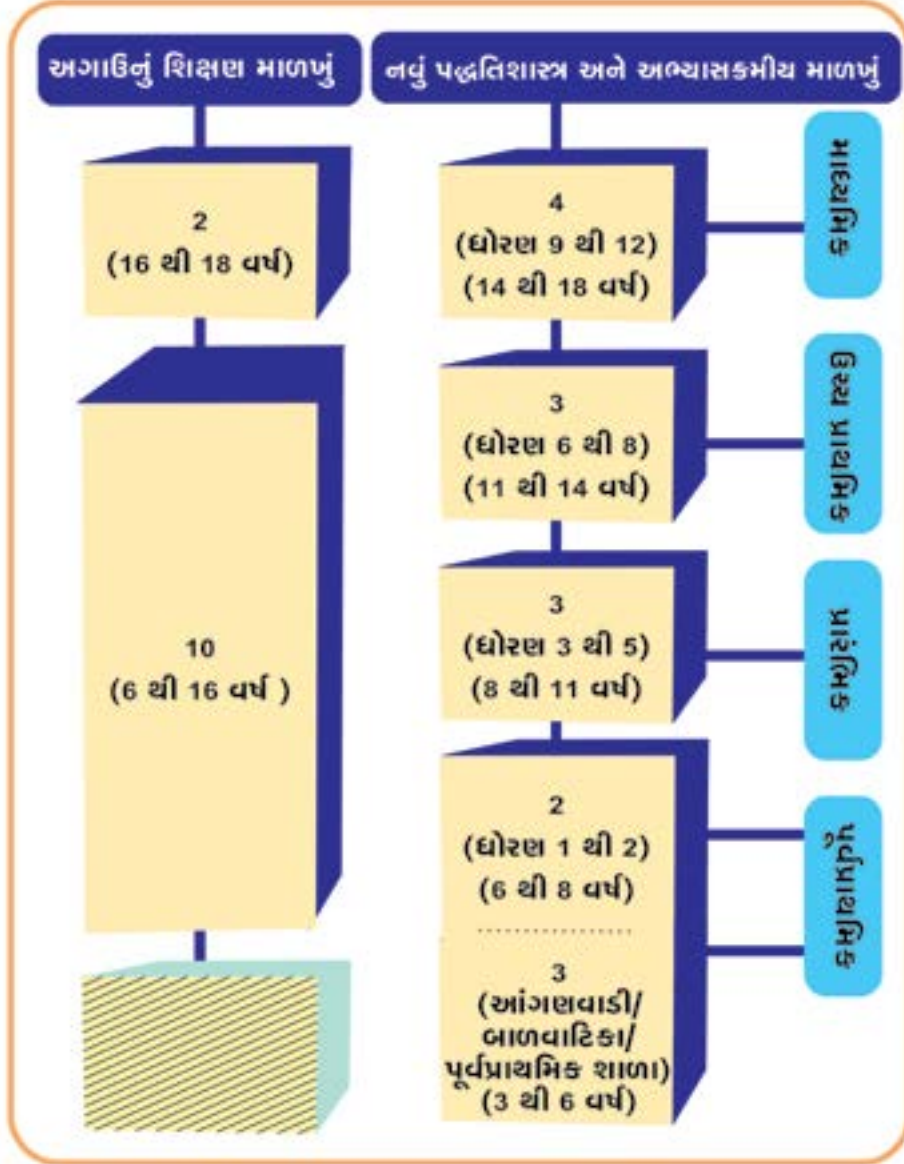 અગાઉનું શિક્ષણ માળખું
2
(16 થી 18 વર્ષ)
10
(6 થી 16 વર્ષ )
નવું પદ્ધતિશાસ્ત્ર અને અભ્યાસક્રમીય માળખું
4
(ધોરણ 9 થી 12)
(14 થી 18 વર્ષ)
માધ્યમિક
3
(ધોરણ 6 થી 8)
(11 થી 14 વર્ષ)
ઉચ્ચ પ્રાથમિક
3
(ધોરણ 3 થી 5)
(8 થી 11 વર્ષ)
પ્રાથમિક
2
(ધોરણ 1 થી 2)
(6 થી 8 વર્ષ)
3
(આંગણવાડી/
બાળવાટિકા/
પૂર્વપ્રાથમિક શાળા)
(3 થી 6 વર્ષ)
પૂર્વપ્રાથમિક